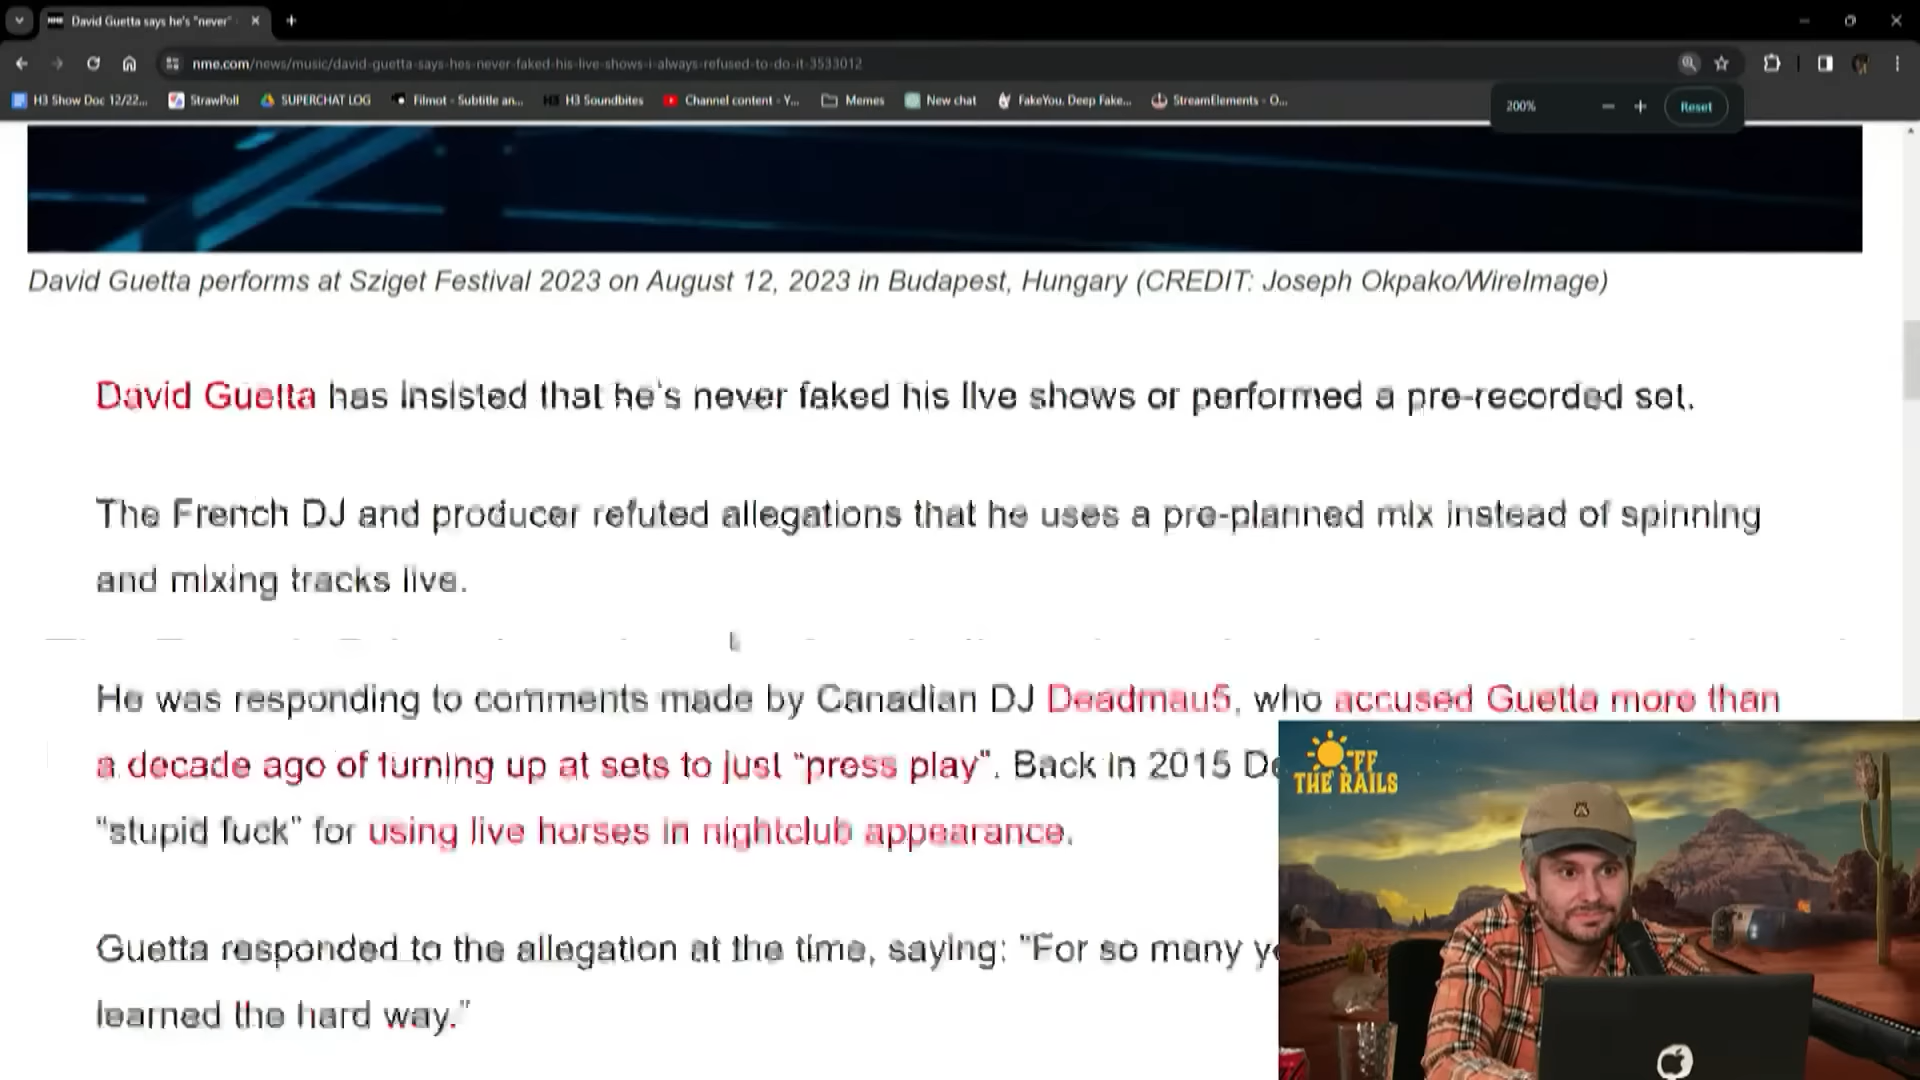 David Guetta says he's "never"
nme.com/news/music/david-guetta-says-hes-never-faked-his-live-shows-i-always-refused-to-do-it-3533012
H3 Show Doc 12/22... StrawPoll SUPERCHAT LOG Filmot - Subtitle an... H3 Soundbites Channel content - Y... Memes New chat FakeYou. Deep Fake... StreamElements - O...
200% Reset
David Guetta performs at Sziget Festival 2023 on August 12, 2023 in Budapest, Hungary (CREDIT: Joseph Okpako/WireImage)
David Guetta has insisted that he's never faked his live shows or performed a pre-recorded set.
The French DJ and producer refuted allegations that he uses a pre-planned mix instead of spinning
and mixing tracks live.
He was responding to comments made by Canadian DJ Deadmau5, who accused Guetta more than
a decade ago of turning up at sets to just “press play”. Back in 2015 De
“stupid fuck” for using live horses in nightclub appearance.
Guetta responded to the allegation at the time, saying: “For so many ye
learned the hard way.”
OFF
THE RAILS